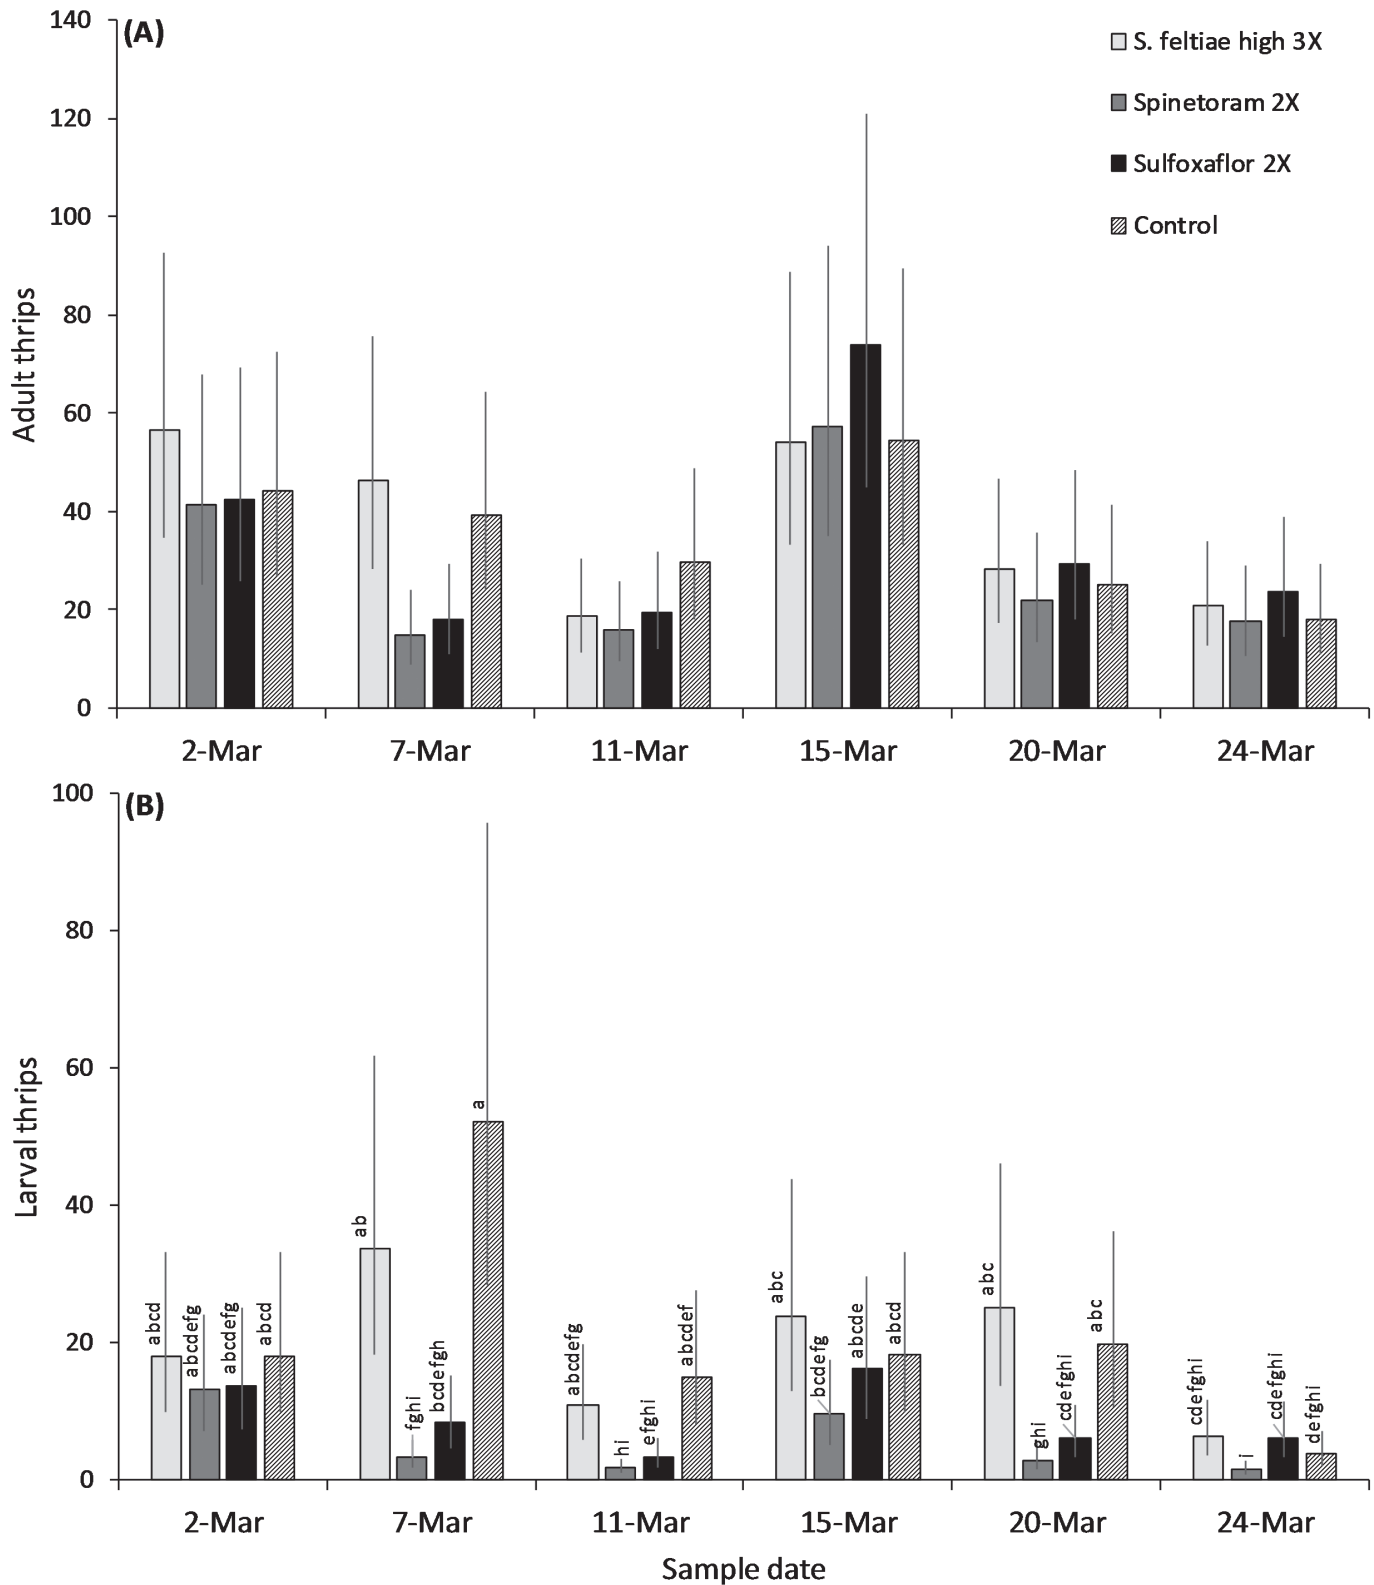 (A)
140
120
100
80
60
40
20
0
Adult thrips
S. feltiae high 3X
Spinetoram 2X
Sulfoxaflor 2X
Control
2-Mar 7-Mar 11-Mar 15-Mar 20-Mar 24-Mar
(B)
100
80
60
40
20
0
Larval thrips
abcd abcdefg abcdefg abcd
ab fghi bcdefgh a
abcdefg hi efghi abcdef
abc bcdefg abcde abcd
abc ghi cdefghi abc
cdefghi i cdefghi defghi
2-Mar 7-Mar 11-Mar 15-Mar 20-Mar 24-Mar
Sample date